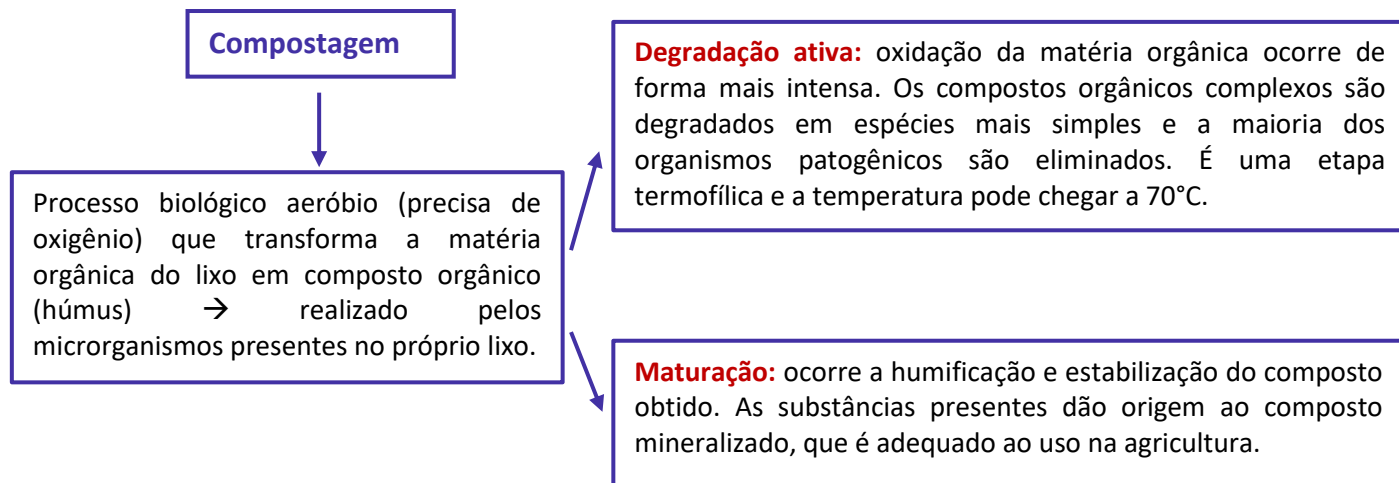 Compostagem
Processo biológico aeróbio (precisa de
oxigênio) que transforma a matéria
orgânica do lixo em composto orgânico
(húmus) → realizado pelos
microrganismos presentes no próprio lixo.
Degradação ativa: oxidação da matéria orgânica ocorre de
forma mais intensa. Os compostos orgânicos complexos são
degradados em espécies mais simples e a maioria dos
organismos patogênicos são eliminados. É uma etapa
termofílica e a temperatura pode chegar a 70°C.
Maturação: ocorre a humificação e estabilização do composto
obtido. As substâncias presentes dão origem ao composto
mineralizado, que é adequado ao uso na agricultura.